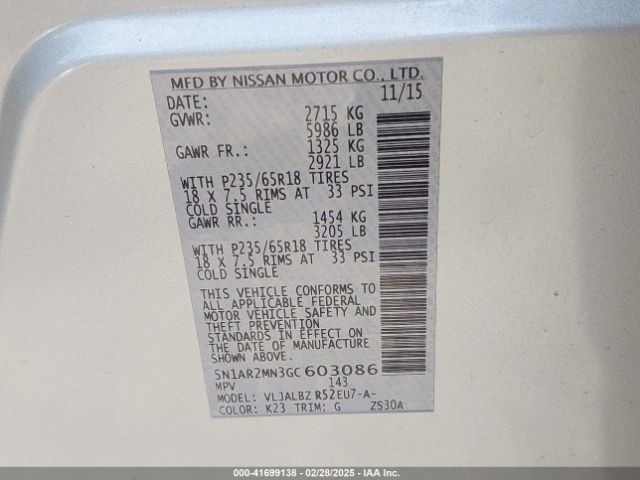 MFD BY NISSAN MOTOR CO., LTD.
DATE: 11/15
GVWR: 2715 KG
5986 LB
GAWR FR.: 1325 KG
2921 LB
WITH P235/65R18 TIRES
18 X 7.5 RIMS AT 33 PSI
COLD SINGLE
GAWR RR.: 1454 KG
3205 LB
WITH P235/65R18 TIRES
18 X 7.5 RIMS AT 33 PSI
COLD SINGLE
THIS VEHICLE CONFORMS TO
ALL APPLICABLE FEDERAL
MOTOR VEHICLE SAFETY AND
THEFT PREVENTION
STANDARDS IN EFFECT ON
THE DATE OF MANUFACTURE
SHOWN ABOVE.
5N1AR2MN3GC603086
MPV 143
MODEL: VLJALBZ R52EU7-A-
COLOR: K23 TRIM: G ZS30A
000-41699138 - 02/28/2025 - IAA Inc.